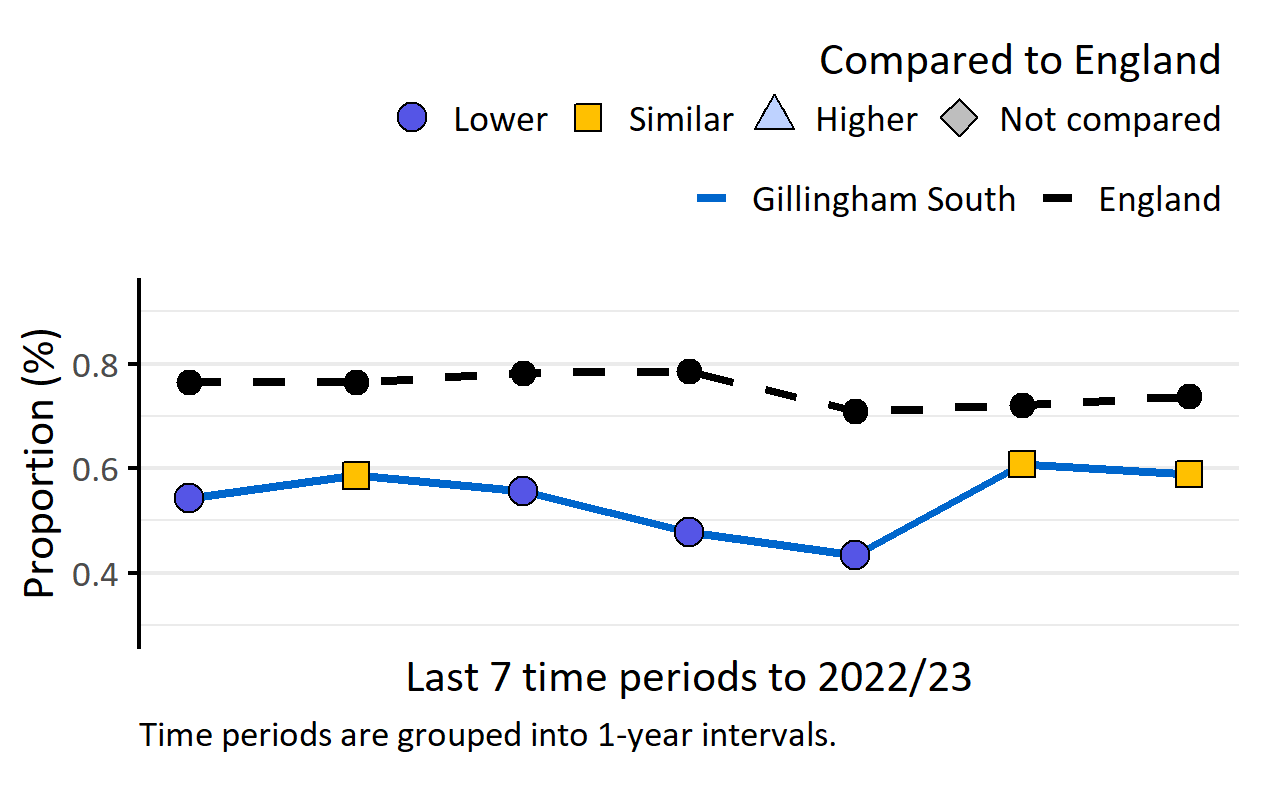 Compared to England
Lower Similar Higher Not compared
Gillingham South England
Proportion (%)
0.8
0.6
0.4
Last 7 time periods to 2022/23
Time periods are grouped into 1-year intervals.